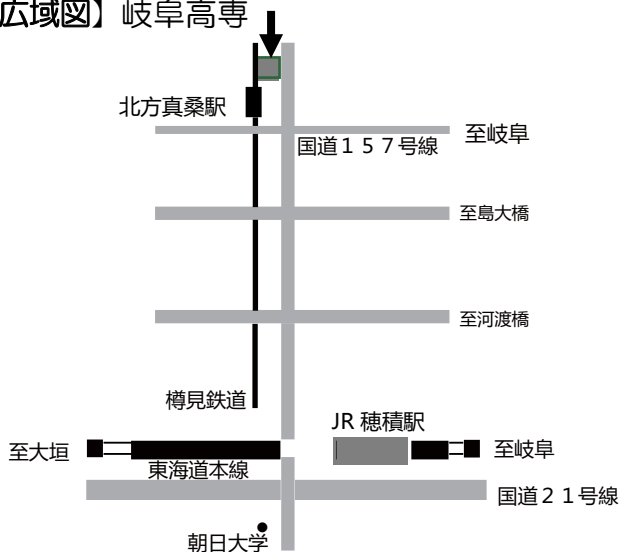 広域図】岐阜高専
北方真桑駅
国道１５７号線
至岐阜
至島大橋
至河渡橋
樽見鉄道
JR 穂積駅
至大垣
至岐阜
東海道本線
国道２１号線
朝日大学